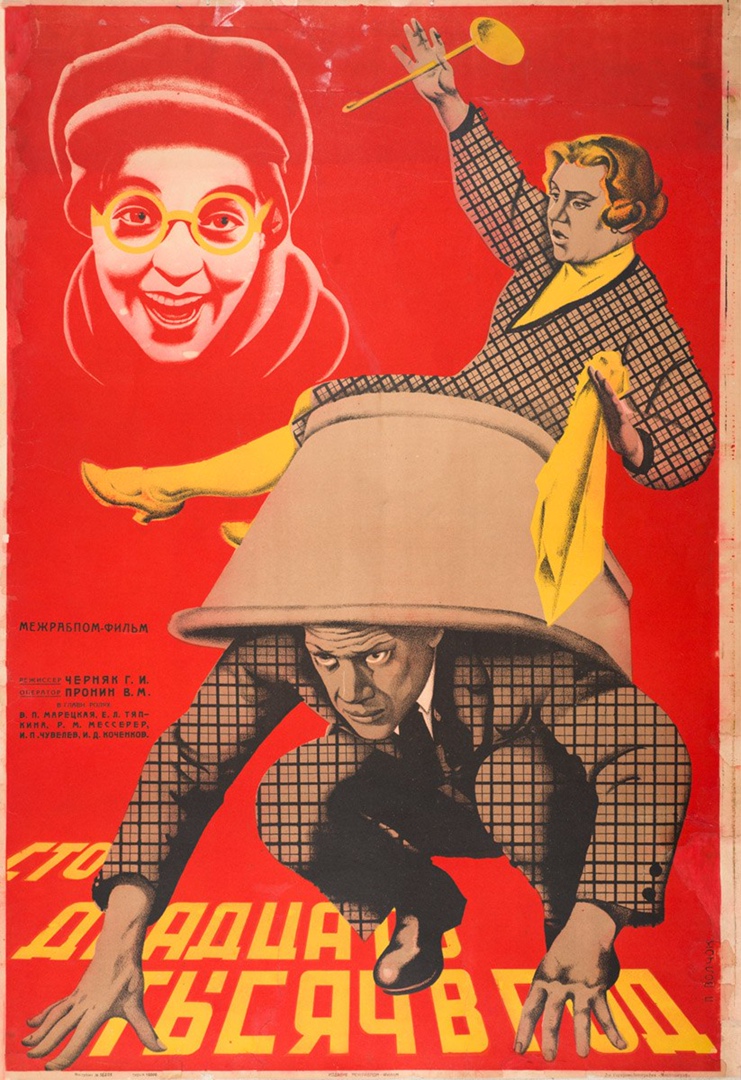 МЕЖРАБПОМ-ФИЛЬМ
РЕЖИССЕР ЧЕРНЯК Г. И.
ОПЕРАТОР ПРОНИН В. М.
В ГЛАВН. РОЛЯХ
В. П. МАРЕЦКАЯ, Е. А. ТЯП-
КИНА, Р. М. МЕССЕРЕР,
И. П. ЧУВЕЛЕВ, И. Д. КОЧЕНКОВ.
СТО
ДВАДЦАТЬ
ТЫСЯЧ В ГОД